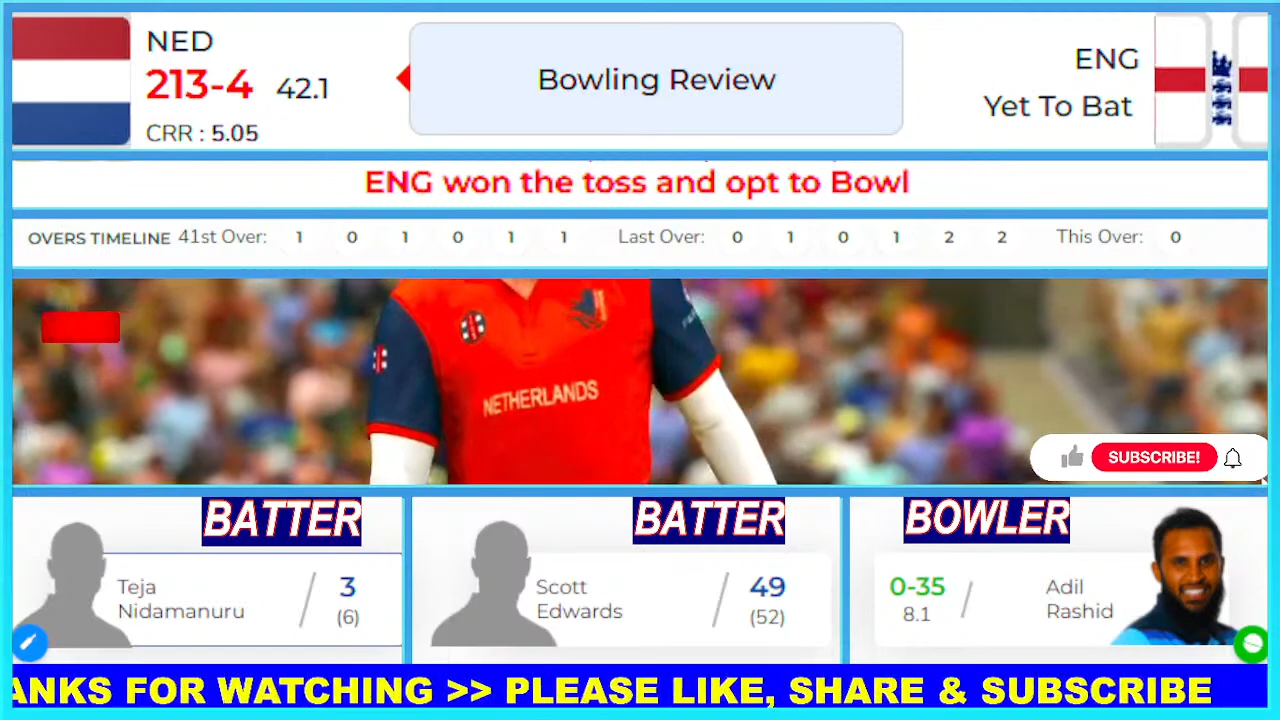 NED
213-4 42.1
CRR : 5.05
Bowling Review
ENG
Yet To Bat
ENG won the toss and opt to Bowl
OVERS TIMELINE 41st Over: 1 0 1 0 1 1 Last Over: 0 1 0 1 2 2 This Over: 0
NETHERLANDS
SUBSCRIBE!
BATTER
Teja
Nidamanuru
3
(6)
BATTER
Scott
Edwards
49
(52)
BOWLER
0-35
8.1
Adil
Rashid
ANKS FOR WATCHING >> PLEASE LIKE, SHARE & SUBSCRIBE